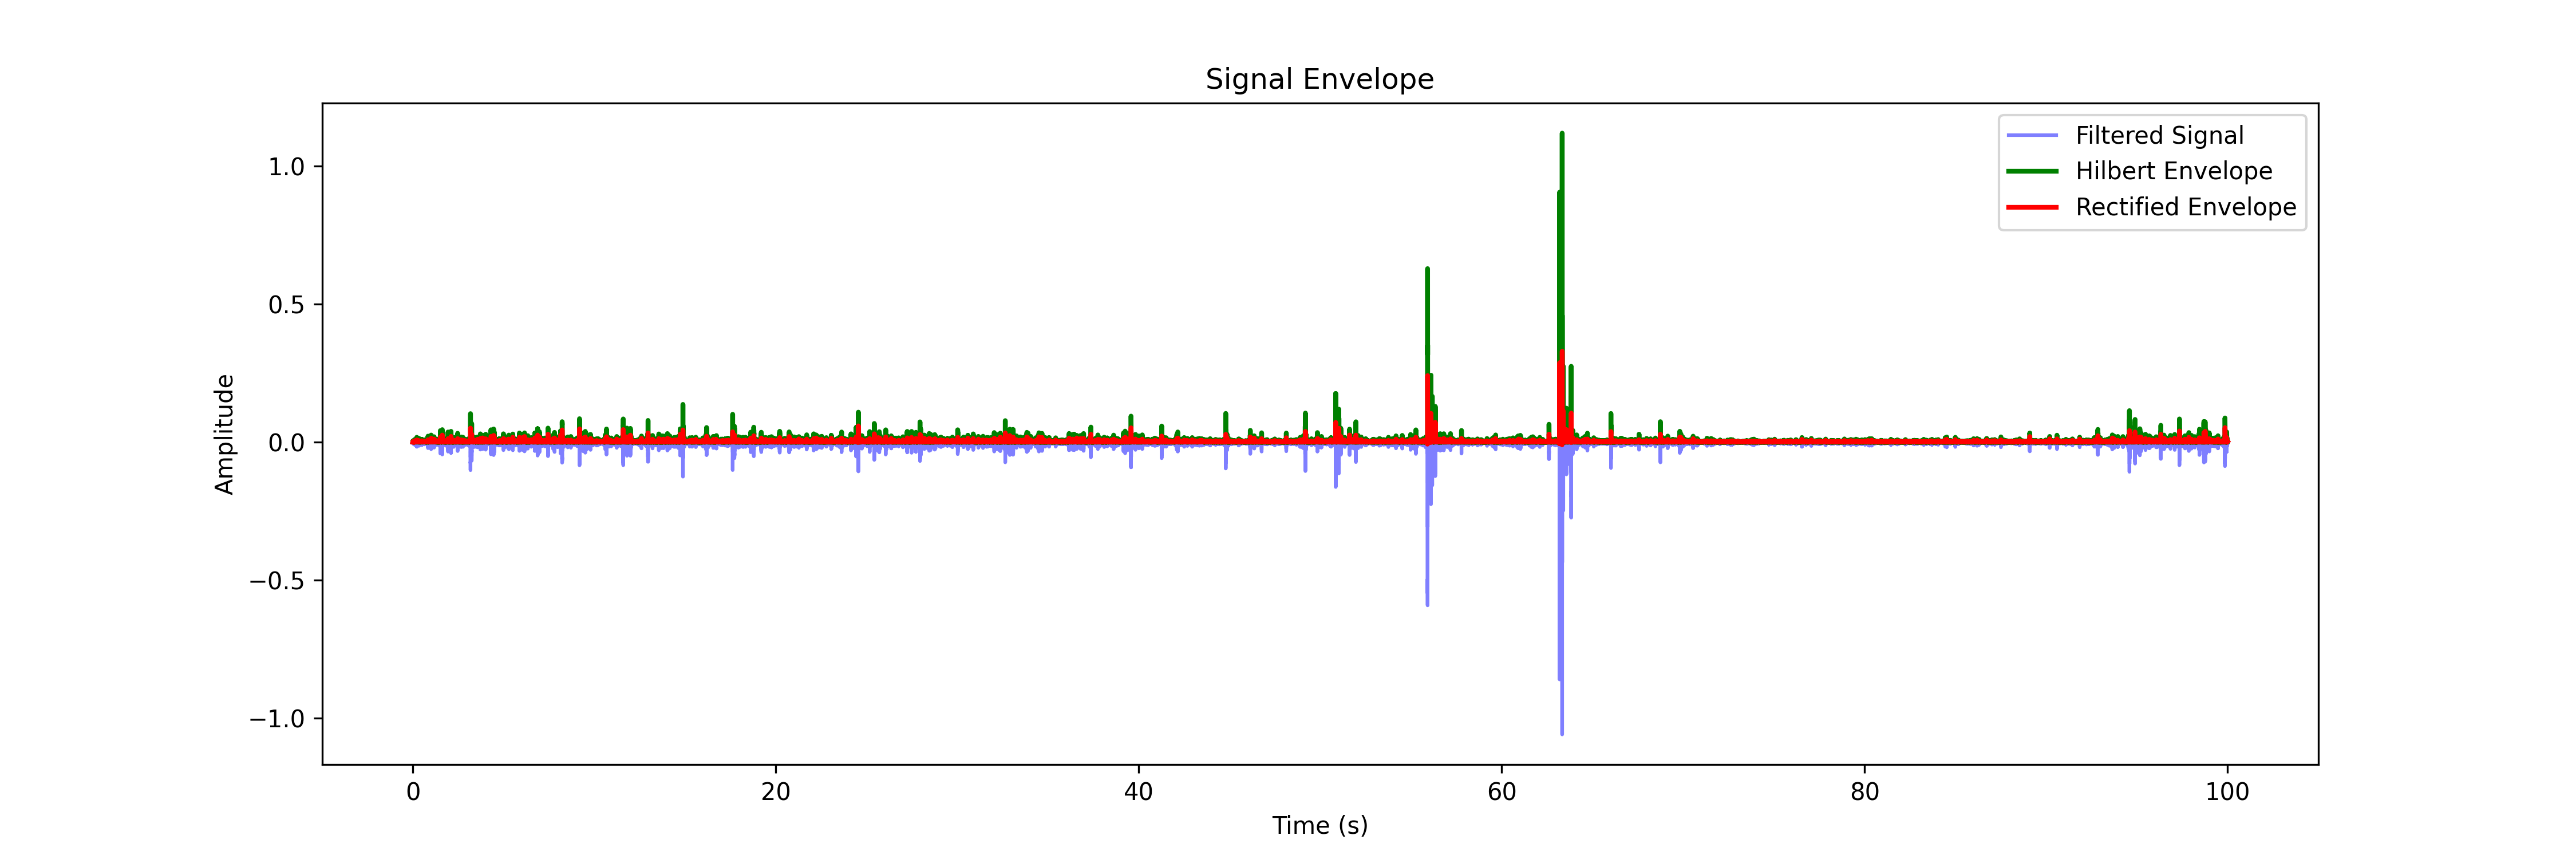 Signal Envelope
Filtered Signal
Hilbert Envelope
Rectified Envelope
Amplitude
1.0
0.5
0.0
−0.5
−1.0
0 20 40 60 80 100
Time (s)